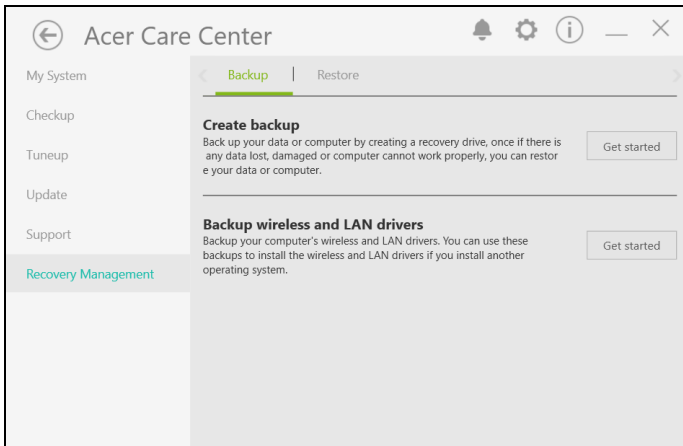 Acer Care Center
My System
Checkup
Tuneup
Update
Support
Recovery Management
Backup
Restore
Create backup
Back up your data or computer by creating a recovery drive, once if there is
any data lost, damaged or computer cannot work properly, you can restor
e your data or computer.
Get started
Backup wireless and LAN drivers
Backup your computer's wireless and LAN drivers. You can use these
backups to install the wireless and LAN drivers if you install another
operating system.
Get started